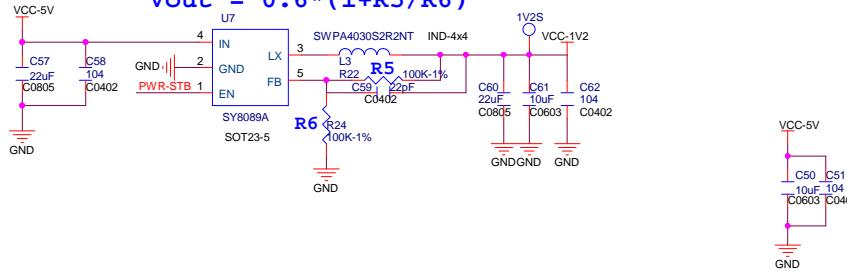 Vout = 0.6*(1+R5/R6)
VCC-5V
U7
1V2S
4
IN
SWPA4030S2R2NT
IND-4x4
VCC-1V2
LX
3
L3
C57
22uF
C0805
C58
104
C0402
GND
2
GND
FB
5
R22
R5
100K-1%
C59
22pF
C0402
PWR-STB
1
EN
C60
22uF
C0805
C61
10uF
C0603
C62
104
C0402
SY8089A
SOT23-5
R6
R24
100K-1%
GND
GND
GND
GND
GND
VCC-5V
C50
10uF
C0603
C51
104
GND